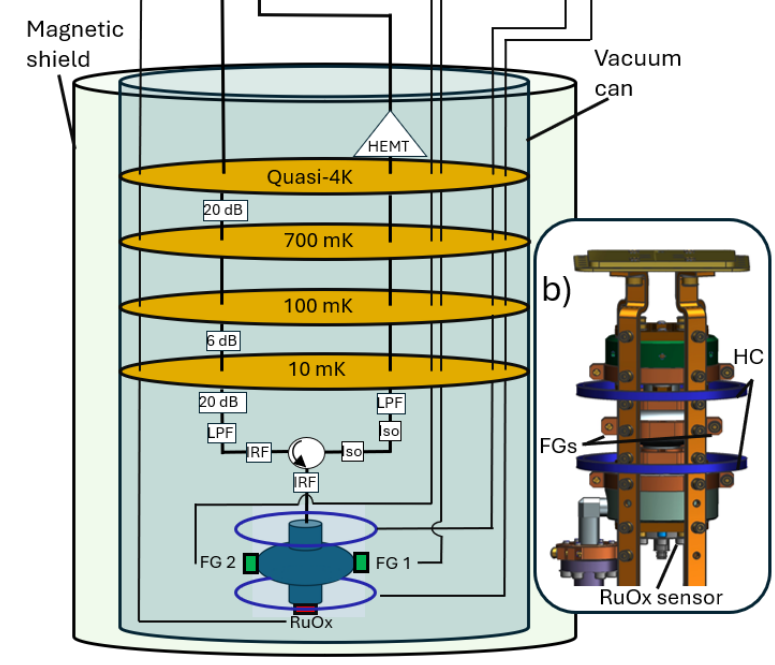 Magnetic
shield
Vacuum
can
HEMT
Quasi-4K
20 dB
700 mK
100 mK
6 dB
10 mK
20 dB
LPF
LPF
Iso
IRF
Iso
IRF
FG 2
FG 1
RuOx
b)
HC
FGs
RuOx sensor